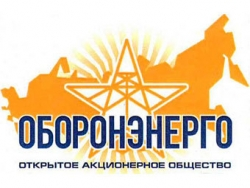 ОБОРОНЭНЕРГО
ОТКРЫТОЕ АКЦИОНЕРНОЕ ОБЩЕСТВО